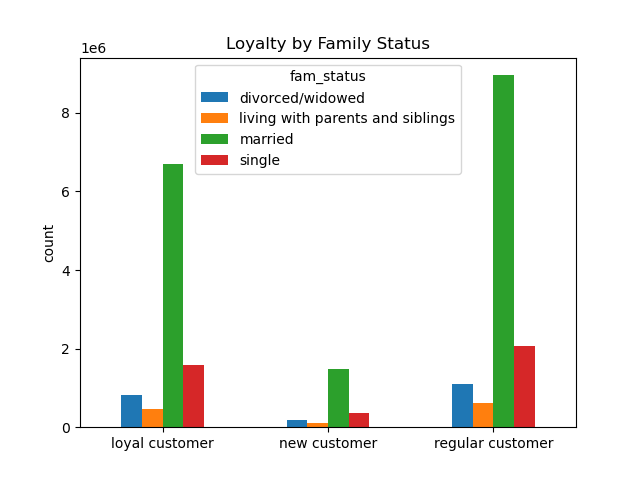 Loyalty by Family Status
1e6
fam_status
divorced/widowed
living with parents and siblings
married
single
8
6
4
2
0
count
loyal customer
new customer
regular customer